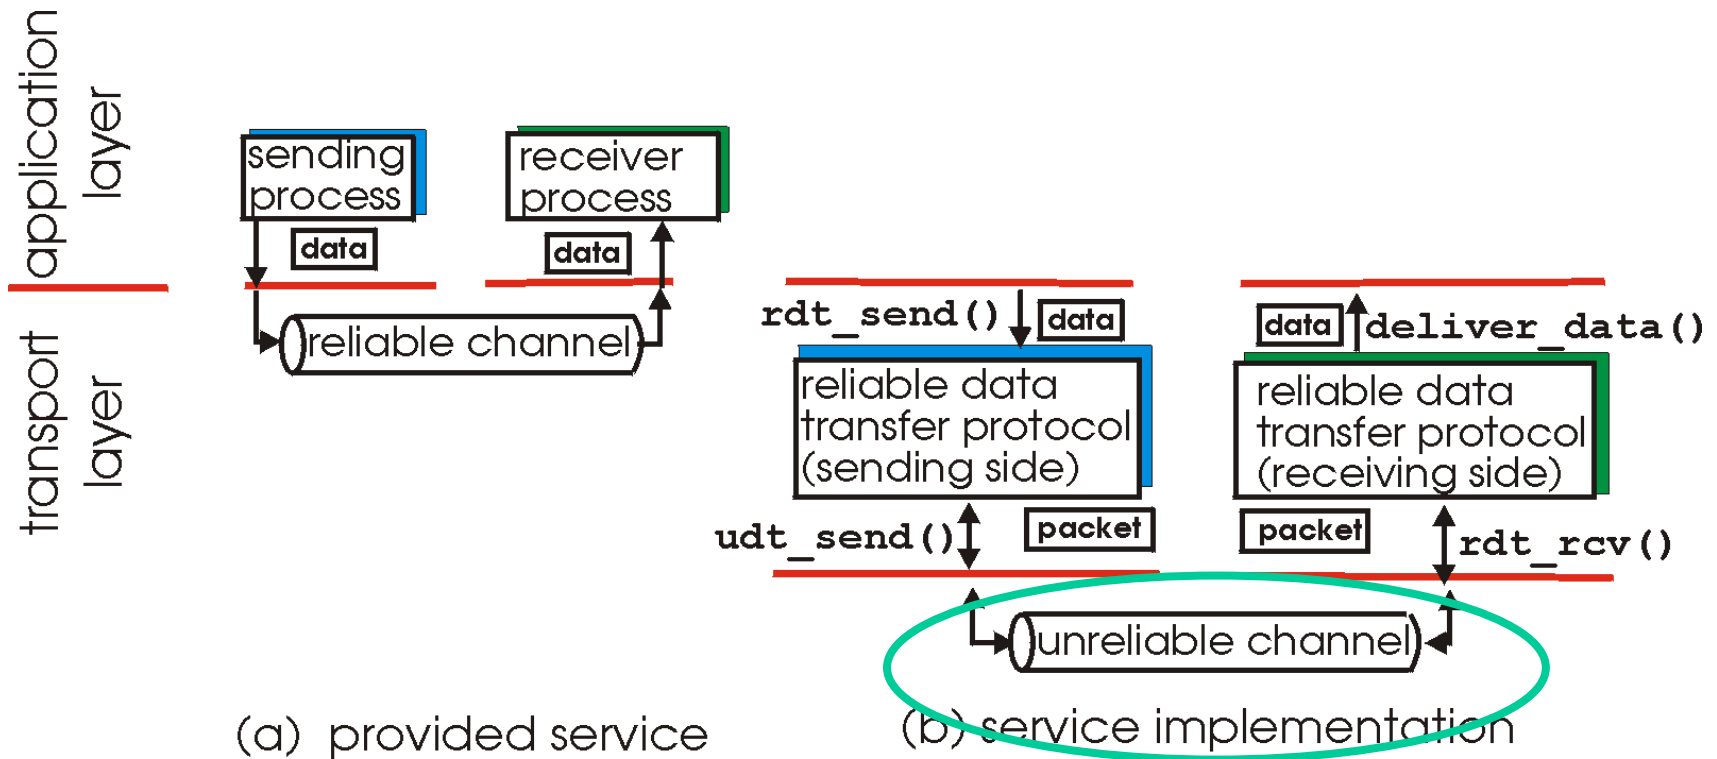 application
layer
transport
layer
sending
process
receiver
process
data
data
reliable channel
(a) provided service
rdt_send()
data
data
deliver_data()
reliable data
transfer protocol
(sending side)
reliable data
transfer protocol
(receiving side)
udt_send()
packet
packet
rdt_rcv()
unreliable channel
(b) service implementation